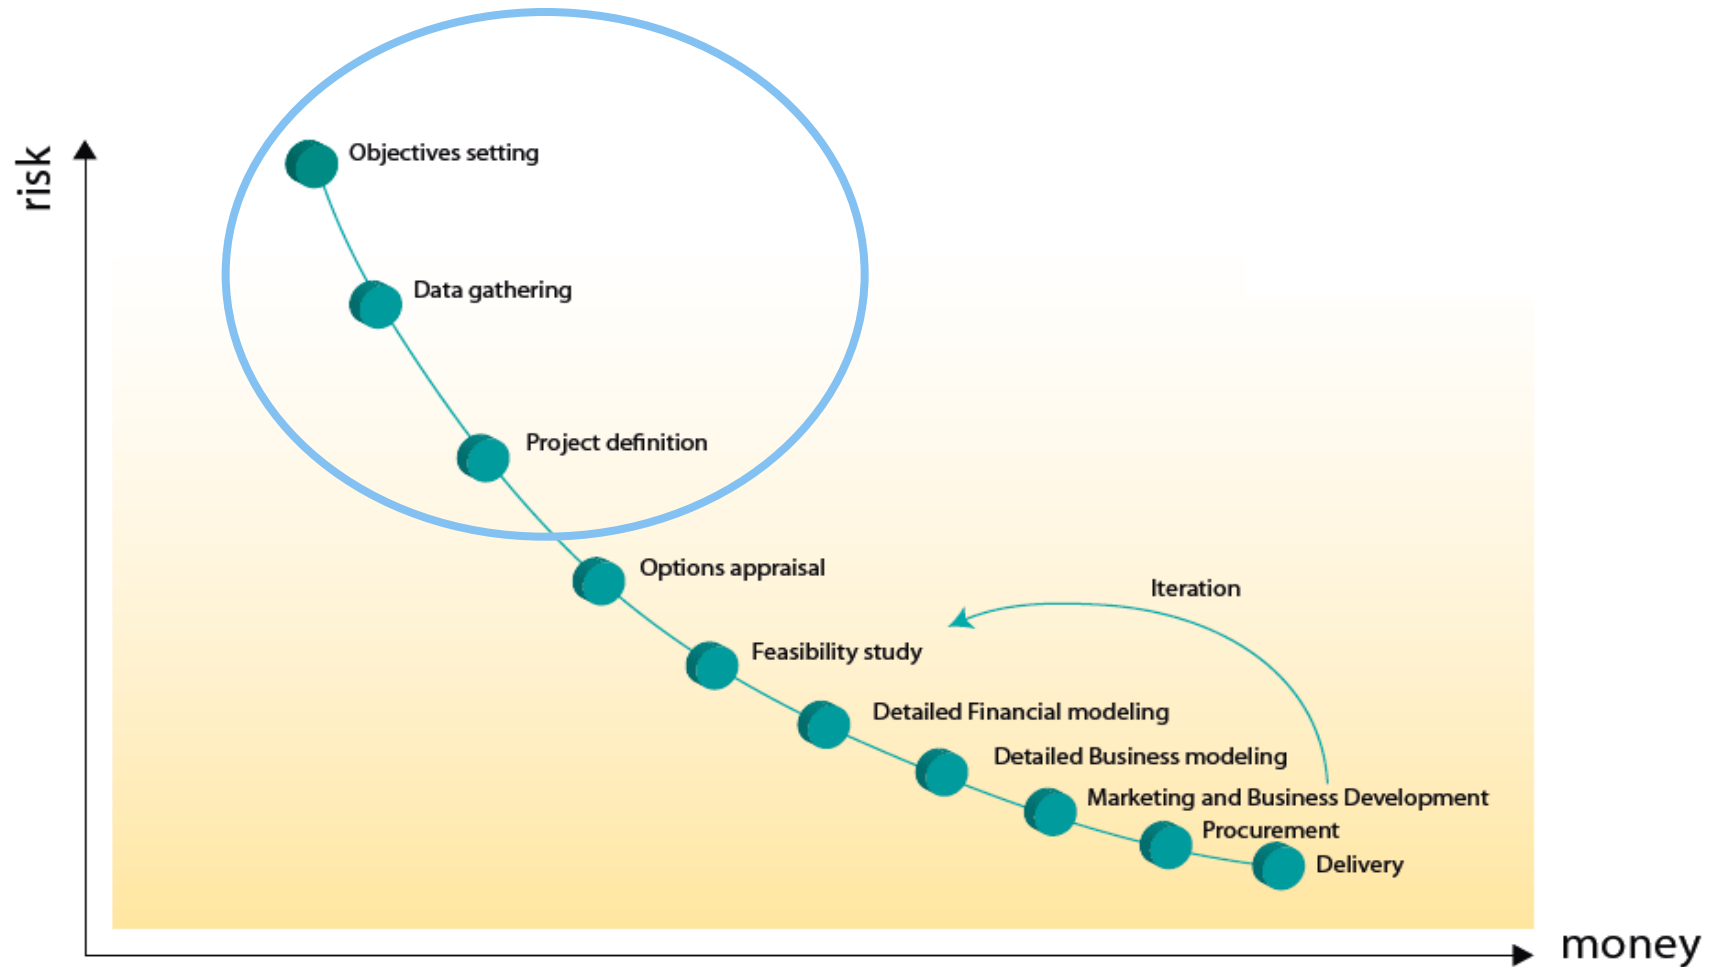 risk
Objectives setting
Data gathering
Project definition
Options appraisal
Iteration
Feasibility study
Detailed Financial modeling
Detailed Business modeling
Marketing and Business Development
Procurement
Delivery
money